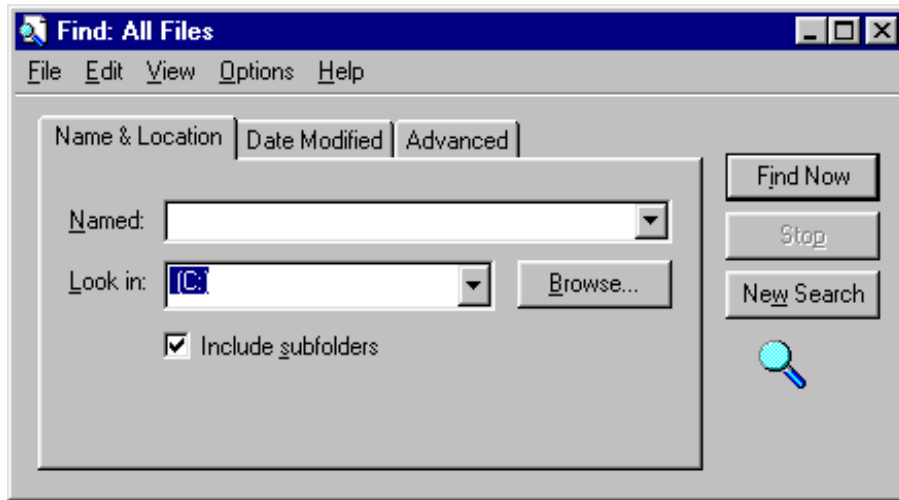 Find: All Files
File Edit View Options Help
Name & Location Date Modified Advanced
Named:
Look in: (C:)
Browse...
Include subfolders
Find Now
Stop
New Search